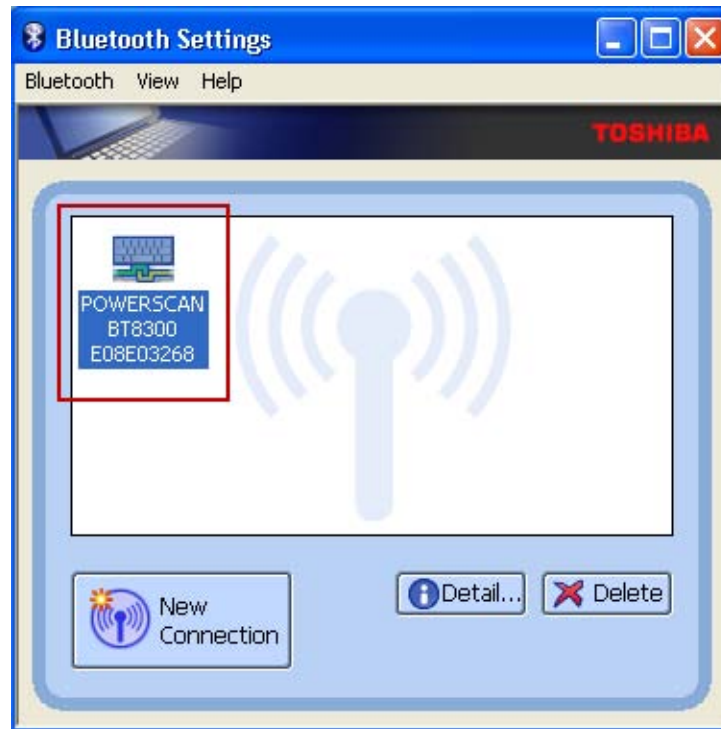 Bluetooth Settings
Bluetooth View Help
TOSHIBA
POWERSCAN
BT8300
E08E03268
New
Connection
Detail...
Delete